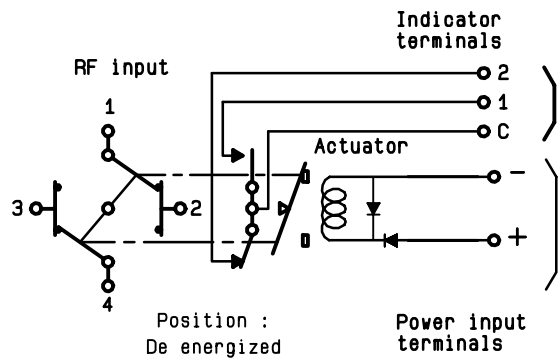 Indicator
terminals
RF input
2
1
1
C
Actuator
-
3
2
+
4
Position :
De energized
Power input
terminals